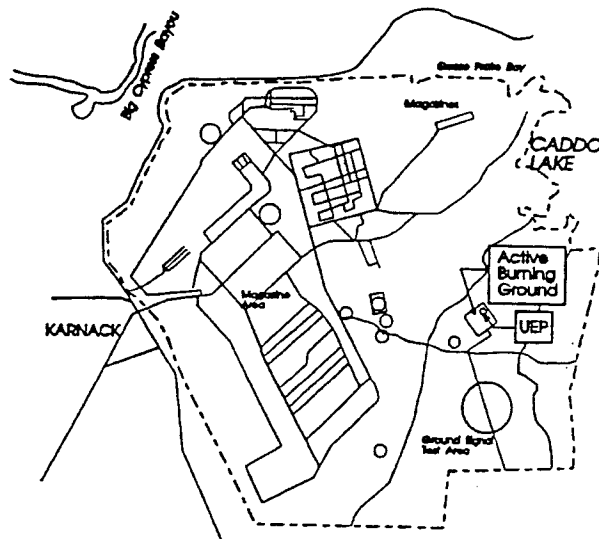 Big Cypress Bayou
Goose Prairie Bay
Magazines
CADDO
LAKE
Active
Burning
Ground
UEP
Magazine
Area
KARNACK
Ground Signal
Test Area